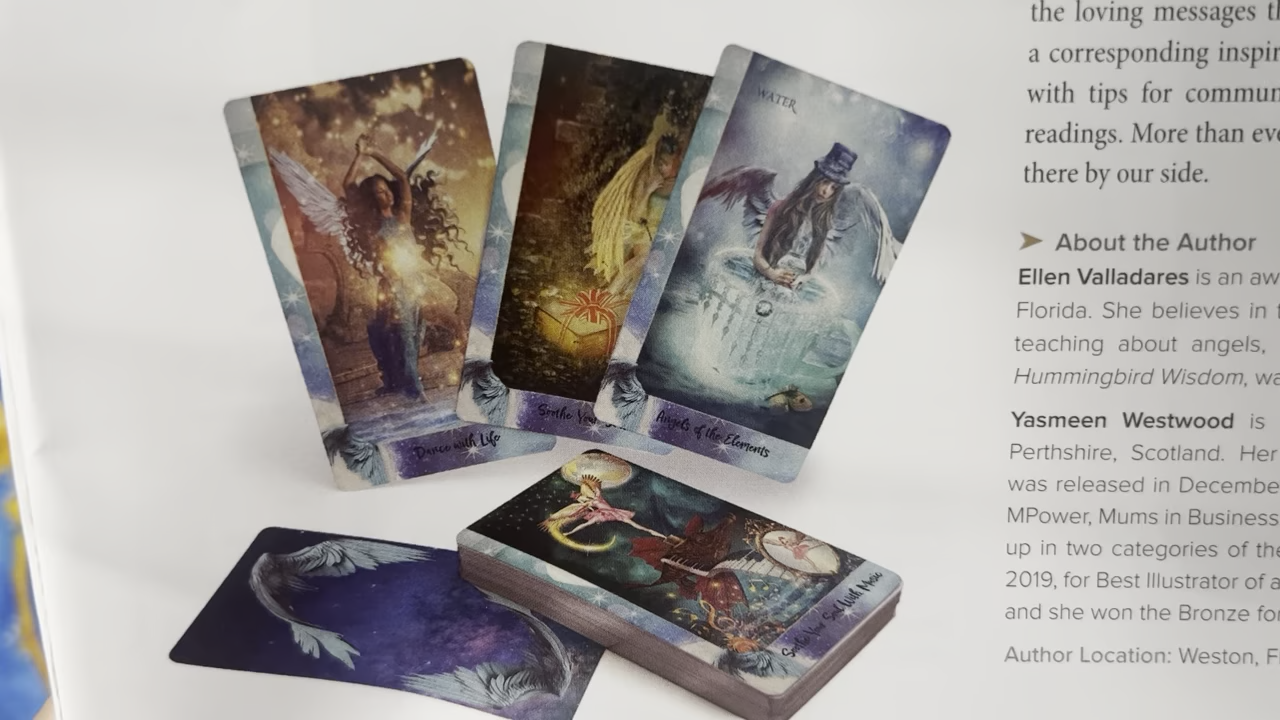 WATER
Dance with Life
Soothe Your
Angels of the Elements
Soothe Your Soul With Music
the loving messages th
a corresponding inspir
with tips for commun
readings. More than eve
there by our side.
About the Author
Ellen Valladares is an aw
Florida. She believes in
teaching about angels,
Hummingbird Wisdom, wa
Yasmeen Westwood is
Perthshire, Scotland. Her
was released in Decembe
MPower, Mums in Business
up in two categories of the
2019, for Best Illustrator of a
and she won the Bronze for
Author Location: Weston, F